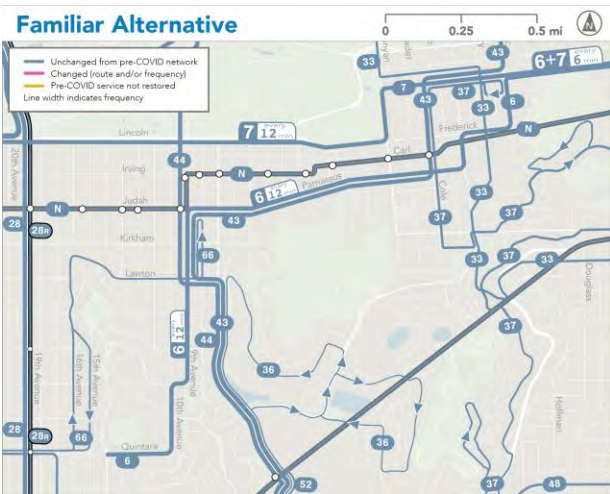 Familiar Alternative
0 0.25 0.5 mi
N
Unchanged from pre-COVID network
Changed (route and/or frequency)
Pre-COVID service not restored
Line width indicates frequency
33
43
6+7 every 6 min
7
43
37
33
6
Lincoln
7 every 12 min
Frederick
N
44
Irving
N
Carl
20th Avenue
Judah
6 12 min
Parnassus
Cole
33
N
43
37
37
28
28R
Kirkham
66
Lawton
33
37
33
Douglass
43
44
37
6 12 min
19th Avenue
16th Avenue
15th Avenue
9th Avenue
10th Avenue
36
Hoffman
28
28R
66
Quintara
6
36
52
37
48